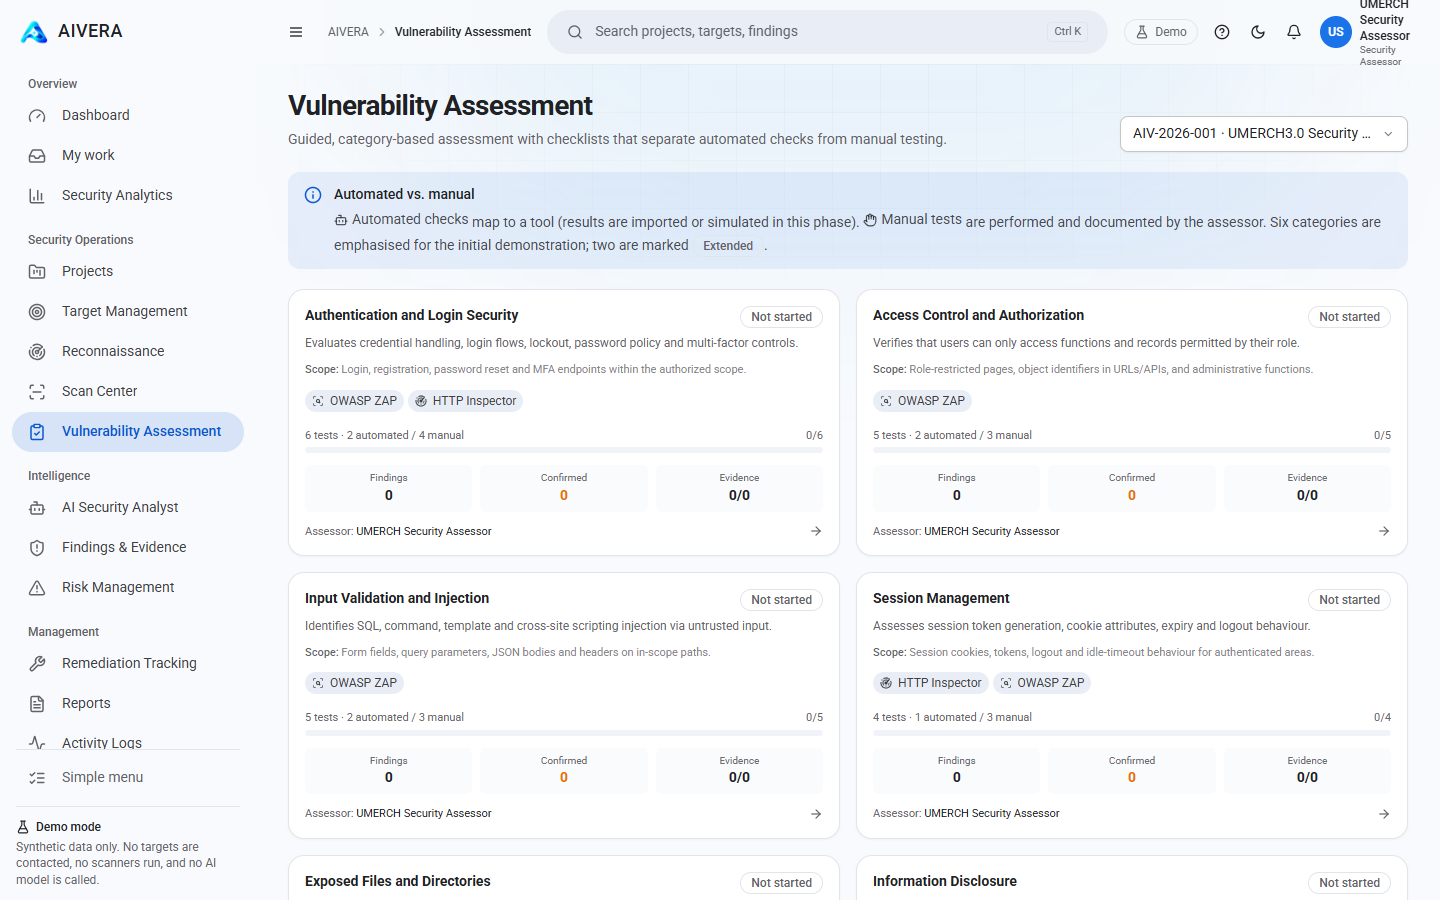 AIVERA
AIVERA > Vulnerability Assessment
Search projects, targets, findings
Ctrl K
Demo
US
UMERCH Security Assessor
Security Assessor
Overview
Dashboard
My work
Security Analytics
Security Operations
Projects
Target Management
Reconnaissance
Scan Center
Vulnerability Assessment
Intelligence
AI Security Analyst
Findings & Evidence
Risk Management
Management
Remediation Tracking
Reports
Activity Logs
Simple menu
Demo mode
Synthetic data only. No targets are
contacted, no scanners run, and no AI
model is called.
Vulnerability Assessment
Guided, category-based assessment with checklists that separate automated checks from manual testing.
AIV-2026-001 · UMERCH3.0 Security ...
Automated vs. manual
Automated checks map to a tool (results are imported or simulated in this phase). Manual tests are performed and documented by the assessor. Six categories are
emphasised for the initial demonstration; two are marked Extended .
Authentication and Login Security
Not started
Evaluates credential handling, login flows, lockout, password policy and multi-factor controls.
Scope: Login, registration, password reset and MFA endpoints within the authorized scope.
OWASP ZAP HTTP Inspector
6 tests · 2 automated / 4 manual 0/6
Findings Confirmed Evidence
0 0 0/0
Assessor: UMERCH Security Assessor
Access Control and Authorization
Not started
Verifies that users can only access functions and records permitted by their role.
Scope: Role-restricted pages, object identifiers in URLs/APIs, and administrative functions.
OWASP ZAP
5 tests · 2 automated / 3 manual 0/5
Findings Confirmed Evidence
0 0 0/0
Assessor: UMERCH Security Assessor
Input Validation and Injection
Not started
Identifies SQL, command, template and cross-site scripting injection via untrusted input.
Scope: Form fields, query parameters, JSON bodies and headers on in-scope paths.
OWASP ZAP
5 tests · 2 automated / 3 manual 0/5
Findings Confirmed Evidence
0 0 0/0
Assessor: UMERCH Security Assessor
Session Management
Not started
Assesses session token generation, cookie attributes, expiry and logout behaviour.
Scope: Session cookies, tokens, logout and idle-timeout behaviour for authenticated areas.
HTTP Inspector OWASP ZAP
4 tests · 1 automated / 3 manual 0/4
Findings Confirmed Evidence
0 0 0/0
Assessor: UMERCH Security Assessor
Exposed Files and Directories
Not started
Information Disclosure
Not started